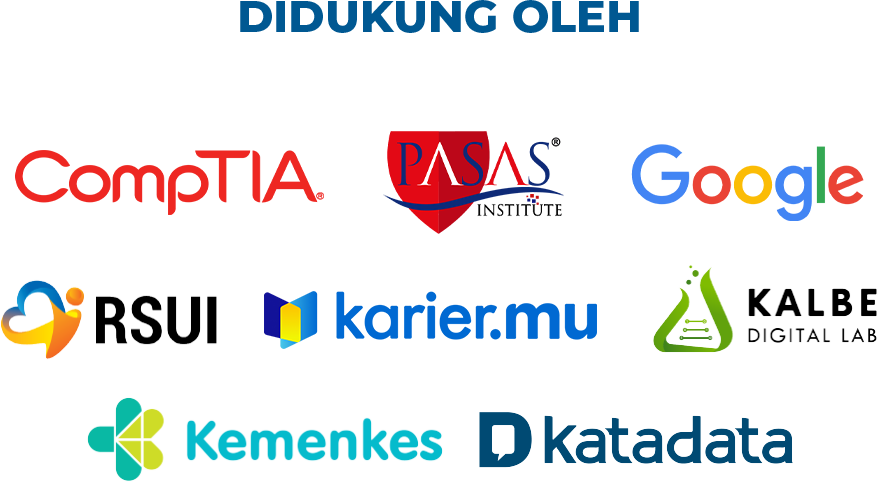 DIDUKUNG OLEH
CompTIA®
PASAS®
INSTITUTE
Google
RSUI
karier.mu
KALBE
DIGITAL LAB
Kemenkes
katadata